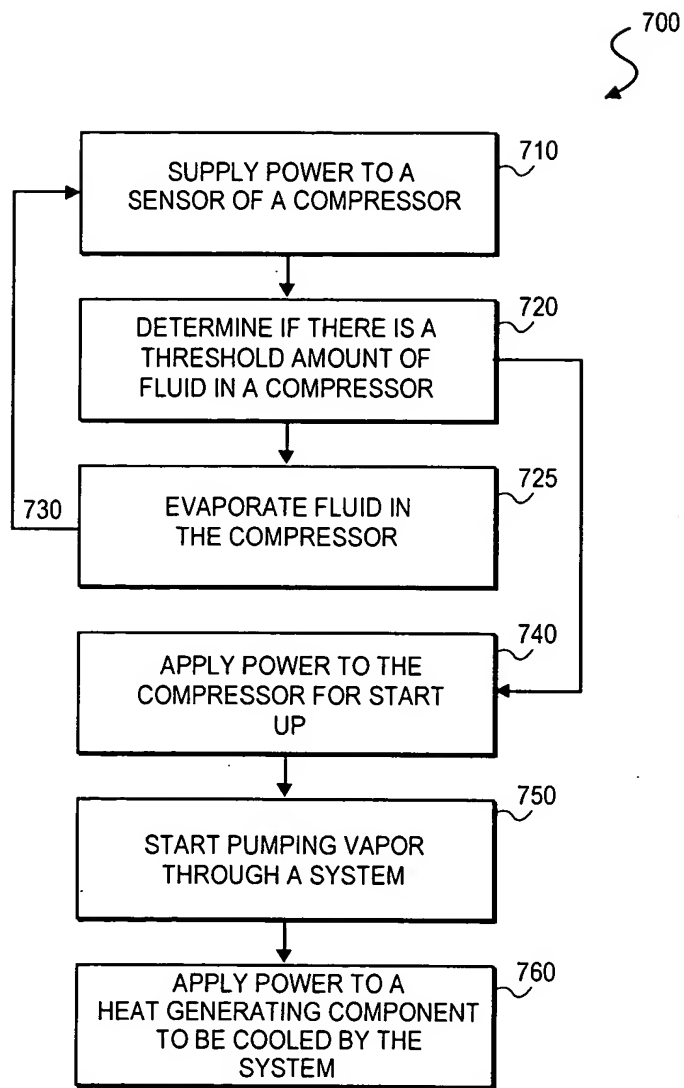 700
710
SUPPLY POWER TO A
SENSOR OF A COMPRESSOR
720
DETERMINE IF THERE IS A
THRESHOLD AMOUNT OF
FLUID IN A COMPRESSOR
725
730
EVAPORATE FLUID IN
THE COMPRESSOR
740
APPLY POWER TO THE
COMPRESSOR FOR START
UP
750
START PUMPING VAPOR
THROUGH A SYSTEM
760
APPLY POWER TO A
HEAT GENERATING COMPONENT
TO BE COOLED BY THE
SYSTEM